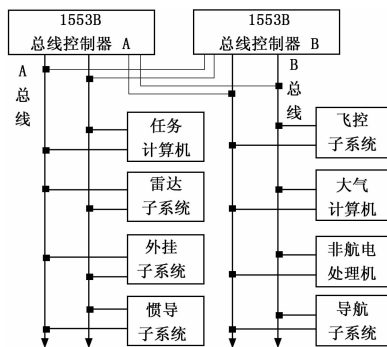 1553B
总线控制器 A
1553B
总线控制器 B
A
总
线
B
总
线
任务
计算机
雷达
子系统
外挂
子系统
惯导
子系统
飞控
子系统
大气
计算机
非航电
处理机
导航
子系统